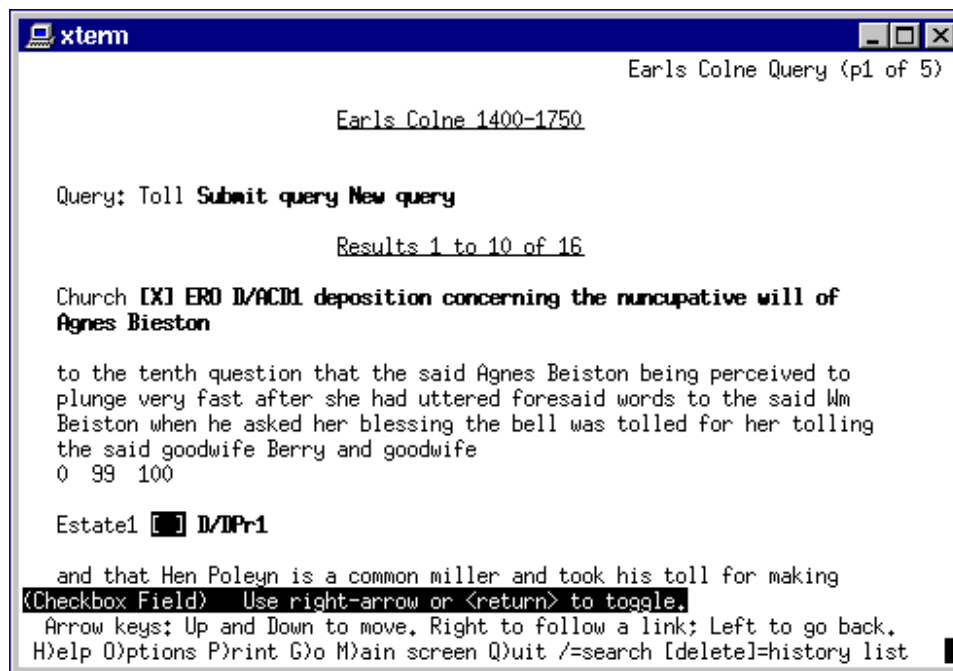 xterm
Earls Colne Query (p1 of 5)
Earls Colne 1400-1750
Query: Toll Submit query New query
Results 1 to 10 of 16
Church [X] ERO D/ACD1 deposition concerning the nuncupative will of
Agnes Bieston
to the tenth question that the said Agnes Beiston being perceived to
plunge very fast after she had uttered foresaid words to the said Wm
Beiston when he asked her blessing the bell was tolled for her tolling
the said goodwife Berry and goodwife
0 99 100
Estate1 [ ] D/DPr1
and that Hen Poleyn is a common miller and took his toll for making
(Checkbox Field) Use right-arrow or <return> to toggle.
Arrow keys: Up and Down to move. Right to follow a link; Left to go back.
H)elp O)ptions P)rint G)o M)ain screen Q)uit /=search [delete]=history list